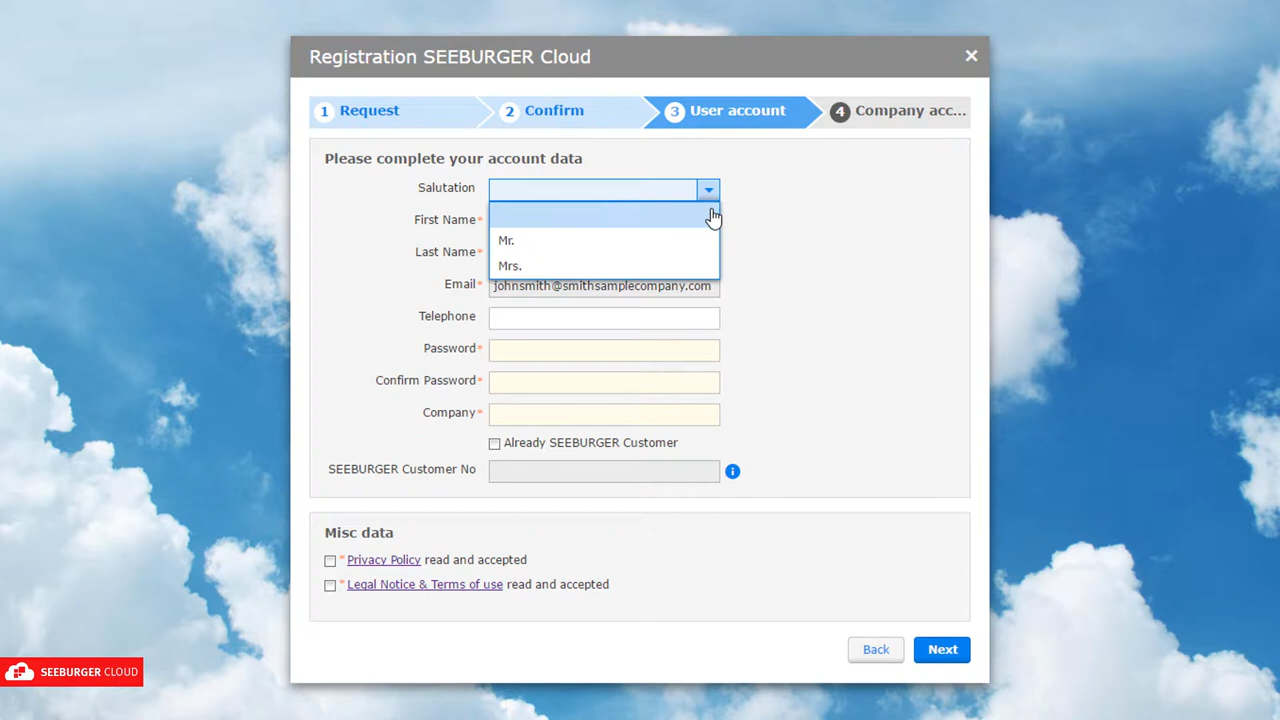 Registration SEEBURGER Cloud
1 Request
2 Confirm
3 User account
4 Company acc...
Please complete your account data
Salutation
First Name*
Mr.
Last Name*
Mrs.
Email* johnsmith@smithsamplecompany.com
Telephone
Password*
Confirm Password*
Company*
Already SEEBURGER Customer
SEEBURGER Customer No
Misc data
* Privacy Policy read and accepted
* Legal Notice & Terms of use read and accepted
Back
Next
SEEBURGER CLOUD